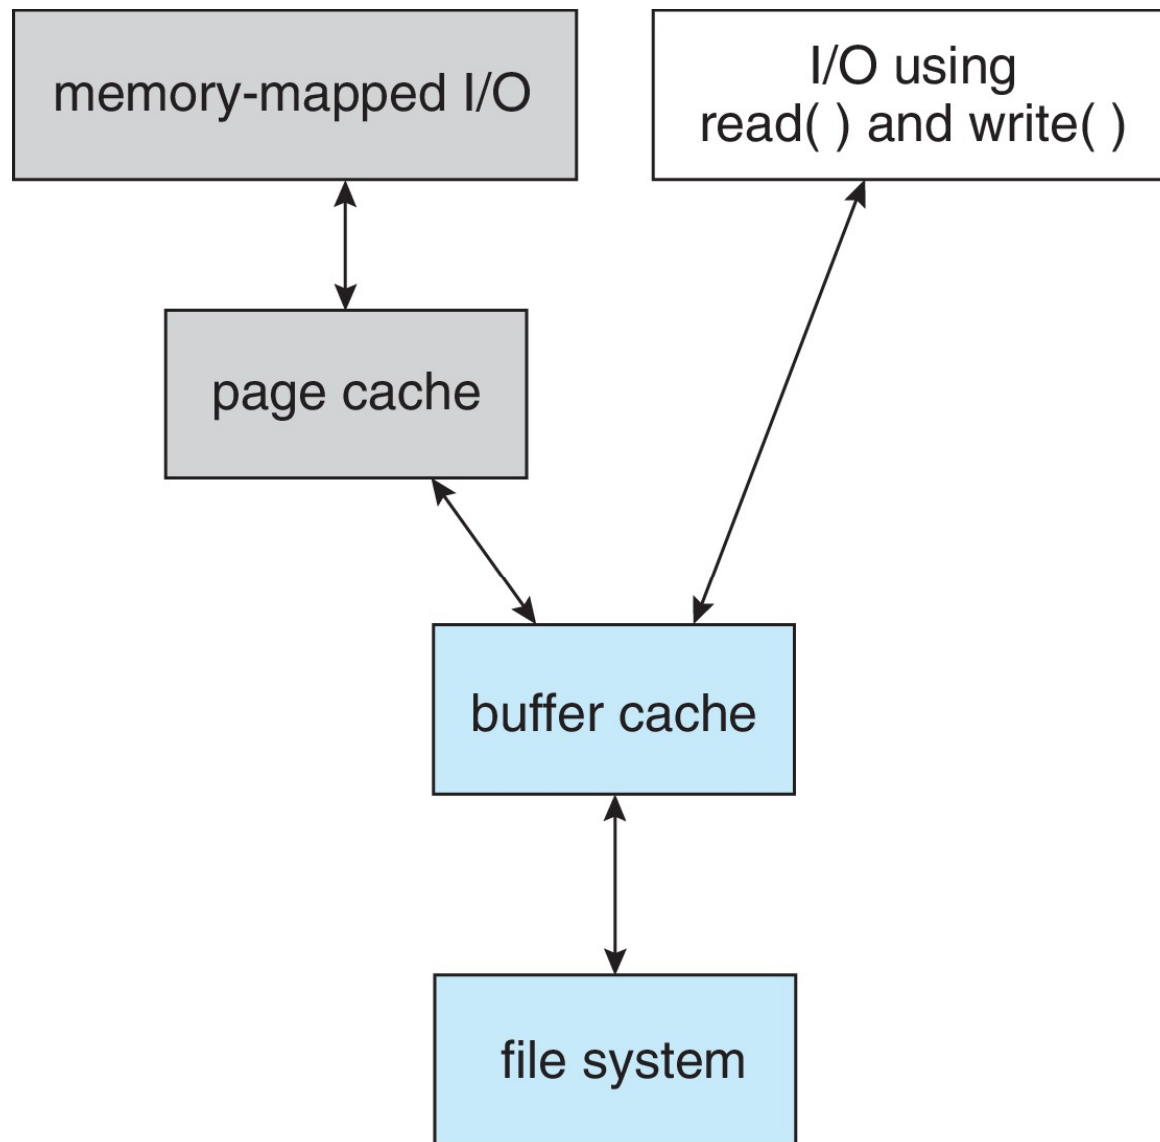 memory-mapped I/O
I/O using
read( ) and write( )
page cache
buffer cache
file system